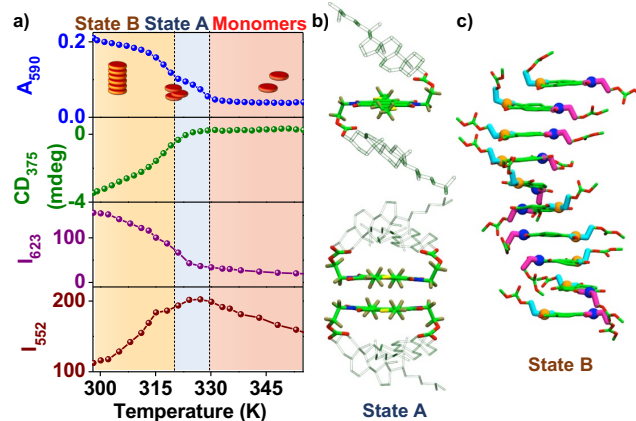 a)
State B State A Monomers
b)
c)
0.2
0.0
A590
0
−4
CD375
(mdeg)
100
0
I623
200
100
I552
300 315 330 345
Temperature (K)
State A
State B